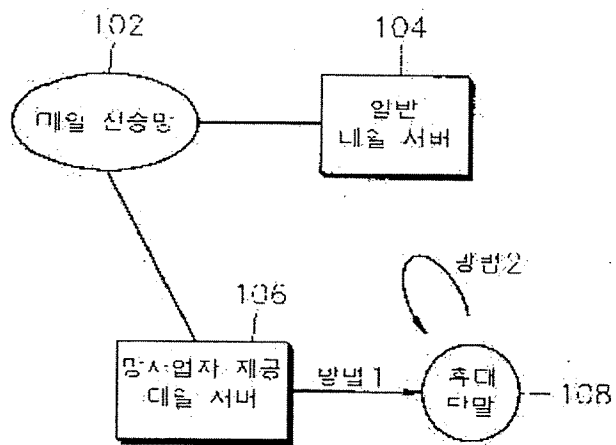 102
104
메일 전송망
일반
메일 서버
방법2
106
망사업자 제공
메일 서버
방법1
휴대
단말
108